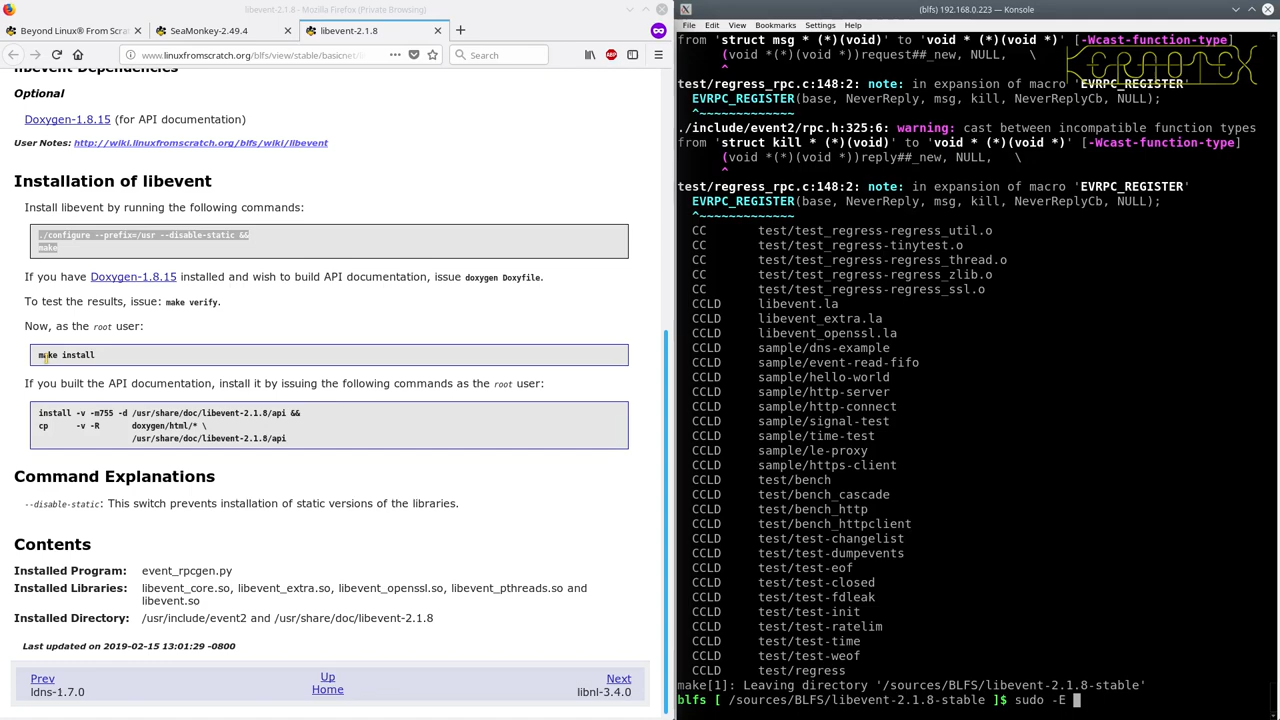 libevent-2.1.8 - Mozilla Firefox (Private Browsing)
Beyond Linux® From Scra
SeaMonkey-2.49.4
libevent-2.1.8
www.linuxfromscratch.org/blfs/view/stable/basicnet/
Search
libevent Dependencies
Optional
Doxygen-1.8.15 (for API documentation)
User Notes: http://wiki.linuxfromscratch.org/blfs/wiki/libevent
Installation of libevent
Install libevent by running the following commands:
./configure --prefix=/usr --disable-static &&
make
If you have Doxygen-1.8.15 installed and wish to build API documentation, issue doxygen Doxyfile.
To test the results, issue: make verify.
Now, as the root user:
make install
If you built the API documentation, install it by issuing the following commands as the root user:
install -v -m755 -d /usr/share/doc/libevent-2.1.8/api &&
cp -v -R doxygen/html/* \
/usr/share/doc/libevent-2.1.8/api
Command Explanations
--disable-static: This switch prevents installation of static versions of the libraries.
Contents
Installed Program: event_rpcgen.py
Installed Libraries: libevent_core.so, libevent_extra.so, libevent_openssl.so, libevent_pthreads.so and
libevent.so
Installed Directory: /usr/include/event2 and /usr/share/doc/libevent-2.1.8
Last updated on 2019-02-15 13:01:29 -0800
Prev
Up
Next
ldns-1.7.0
Home
libnl-3.4.0
(blfs) 192.168.0.223 — Konsole
File Edit View Bookmarks Settings Help
from 'struct msg * (*)(void)' to 'void * (*)(void *)' [-Wcast-function-type]
(void *(*)(void *))request##_new, NULL, \
^
KERNOTEX
test/regress_rpc.c:148:2: note: in expansion of macro 'EVRPC_REGISTER'
EVRPC_REGISTER(base, NeverReply, msg, kill, NeverReplyCb, NULL);
^~~~~~~~~~~~~~
./include/event2/rpc.h:325:6: warning: cast between incompatible function types
from 'struct kill * (*)(void)' to 'void * (*)(void *)' [-Wcast-function-type]
(void *(*)(void *))reply##_new, NULL, \
^
test/regress_rpc.c:148:2: note: in expansion of macro 'EVRPC_REGISTER'
EVRPC_REGISTER(base, NeverReply, msg, kill, NeverReplyCb, NULL);
^~~~~~~~~~~~~~
CC test/test_regress-regress_util.o
CC test/test_regress-tinytest.o
CC test/test_regress-regress_thread.o
CC test/test_regress-regress_zlib.o
CC test/test_regress-regress_ssl.o
CCLD libevent.la
CCLD libevent_extra.la
CCLD libevent_openssl.la
CCLD sample/dns-example
CCLD sample/event-read-fifo
CCLD sample/hello-world
CCLD sample/http-server
CCLD sample/http-connect
CCLD sample/signal-test
CCLD sample/time-test
CCLD sample/le-proxy
CCLD sample/https-client
CCLD test/bench
CCLD test/bench_cascade
CCLD test/bench_http
CCLD test/bench_httpclient
CCLD test/test-changelist
CCLD test/test-dumpevents
CCLD test/test-eof
CCLD test/test-closed
CCLD test/test-fdleak
CCLD test/test-init
CCLD test/test-ratelim
CCLD test/test-time
CCLD test/test-weof
CCLD test/regress
make[1]: Leaving directory '/sources/BLFS/libevent-2.1.8-stable'
blfs [ /sources/BLFS/libevent-2.1.8-stable ]$ sudo -E